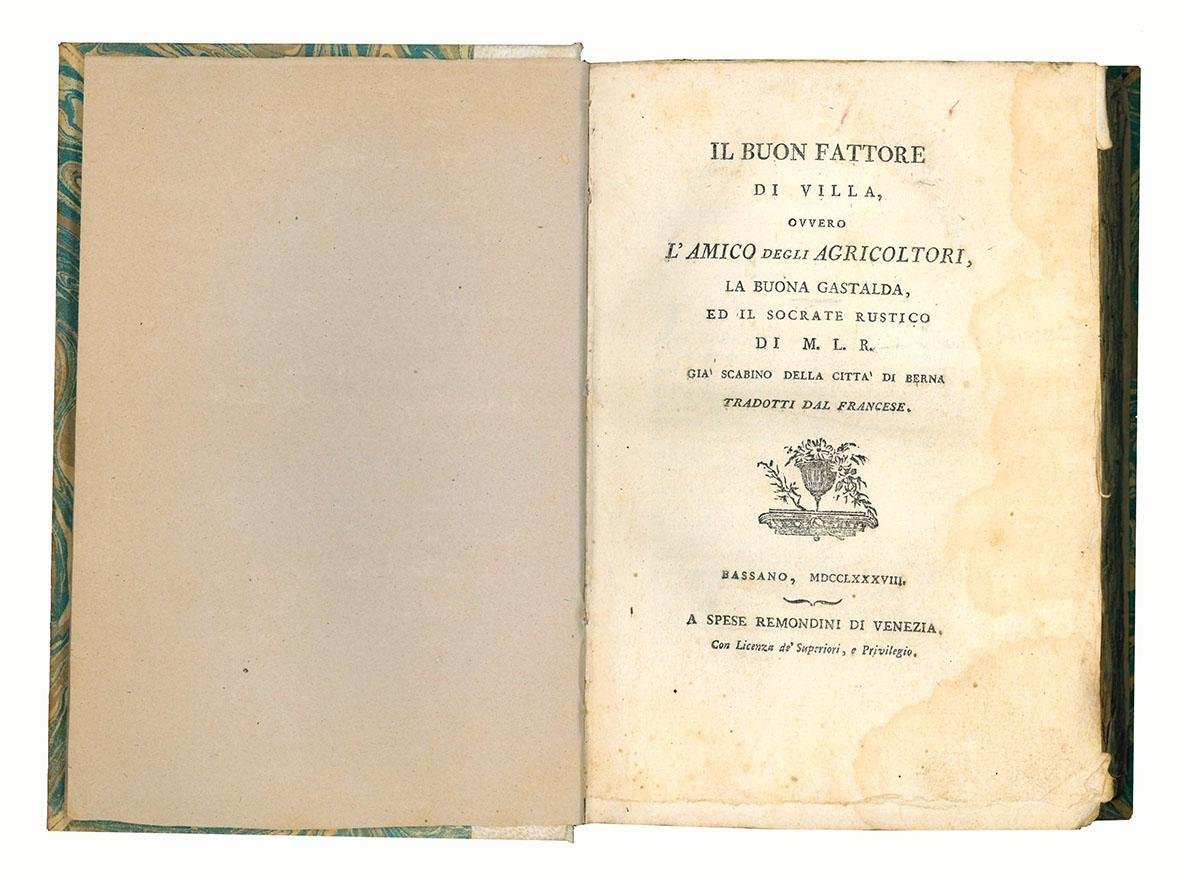 IL BUON FATTORE
DI VILLA,
OVVERO
L'AMICO DEGLI AGRICOLTORI,
LA BUONA GASTALDA,
ED IL SOCRATE RUSTICO
DI M. L. R.
GIA' SCABINO DELLA CITTA' DI BERNA
TRADOTTI DAL FRANCESE.
BASSANO, MDCCLXXXVIII.
A SPESE REMONDINI DI VENEZIA.
Con Licenza de' Superiori, e Privilegio.